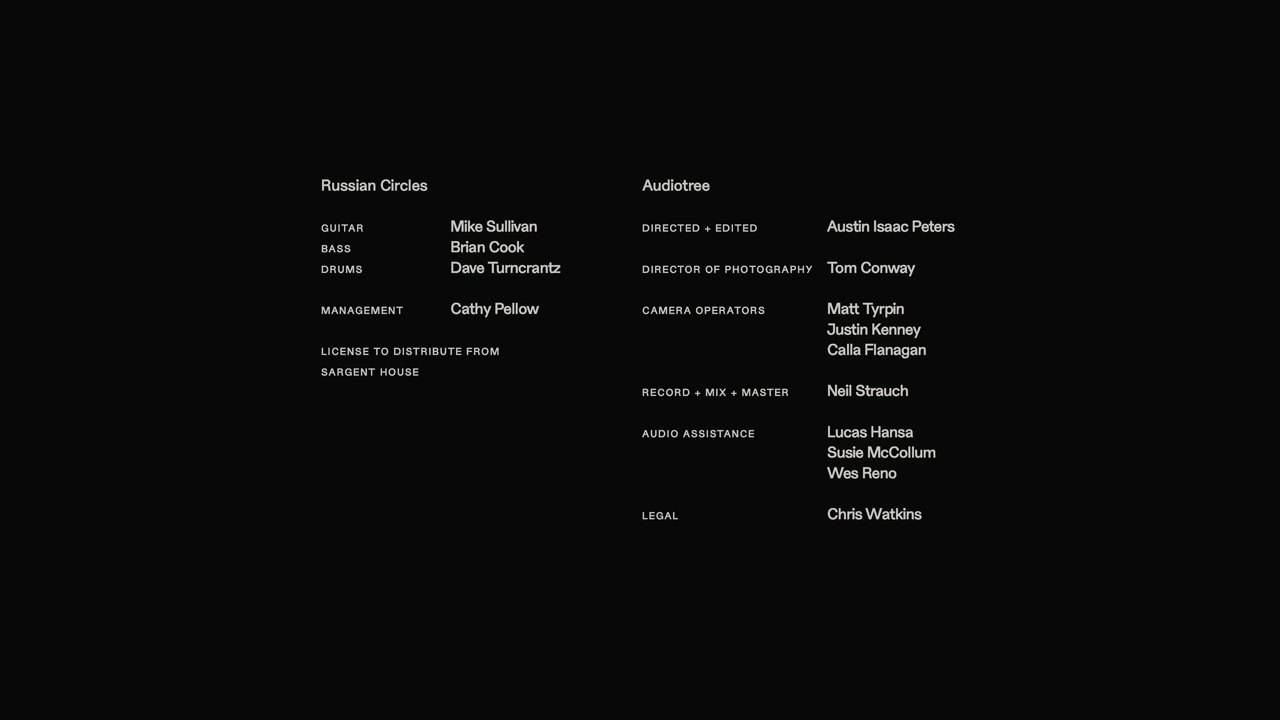 Russian Circles
GUITAR Mike Sullivan
BASS Brian Cook
DRUMS Dave Turncrantz
MANAGEMENT Cathy Pellow
LICENSE TO DISTRIBUTE FROM
SARGENT HOUSE
Audiotree
DIRECTED + EDITED Austin Isaac Peters
DIRECTOR OF PHOTOGRAPHY Tom Conway
CAMERA OPERATORS Matt Tyrpin
Justin Kenney
Calla Flanagan
RECORD + MIX + MASTER Neil Strauch
AUDIO ASSISTANCE Lucas Hansa
Susie McCollum
Wes Reno
LEGAL Chris Watkins